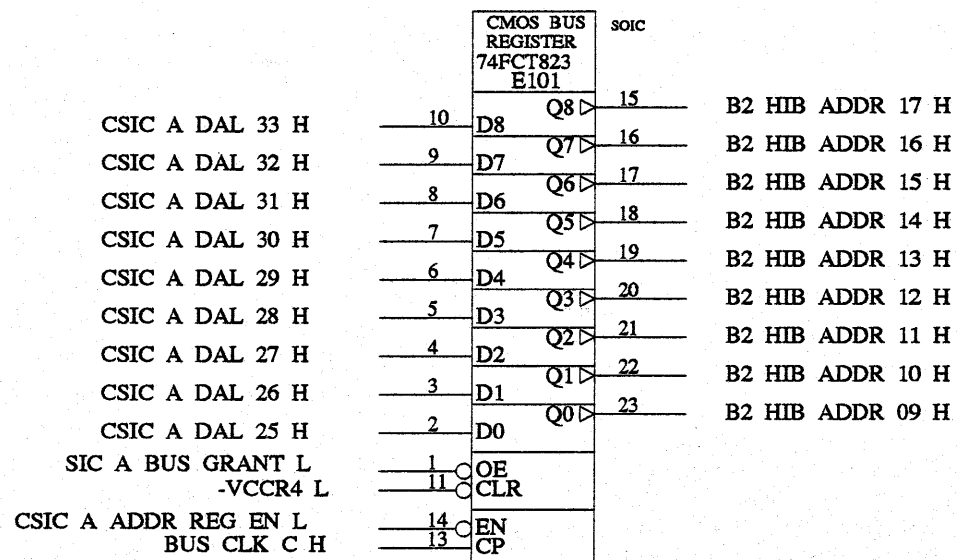 CMOS BUS SOIC
REGISTER
74FCT823
E101
Q8 15 B2 HIB ADDR 17 H
CSIC A DAL 33 H 10 D8
Q7 16 B2 HIB ADDR 16 H
CSIC A DAL 32 H 9 D7
Q6 17 B2 HIB ADDR 15 H
CSIC A DAL 31 H 8 D6
Q5 18 B2 HIB ADDR 14 H
CSIC A DAL 30 H 7 D5
Q4 19 B2 HIB ADDR 13 H
CSIC A DAL 29 H 6 D4
Q3 20 B2 HIB ADDR 12 H
CSIC A DAL 28 H 5 D3
Q2 21 B2 HIB ADDR 11 H
CSIC A DAL 27 H 4 D2
Q1 22 B2 HIB ADDR 10 H
CSIC A DAL 26 H 3 D1
Q0 23 B2 HIB ADDR 09 H
CSIC A DAL 25 H 2 D0
SIC A BUS GRANT L 1 OE
-VCCR4 L 11 CLR
CSIC A ADDR REG EN L 14 EN
BUS CLK C H 13 CP